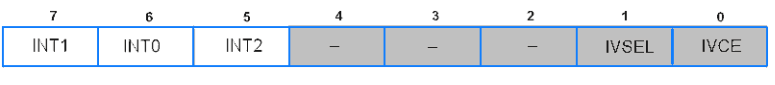 7 6 5 4 3 2 1 0
INT1 INT0 INT2 – – – IVSEL IVCE